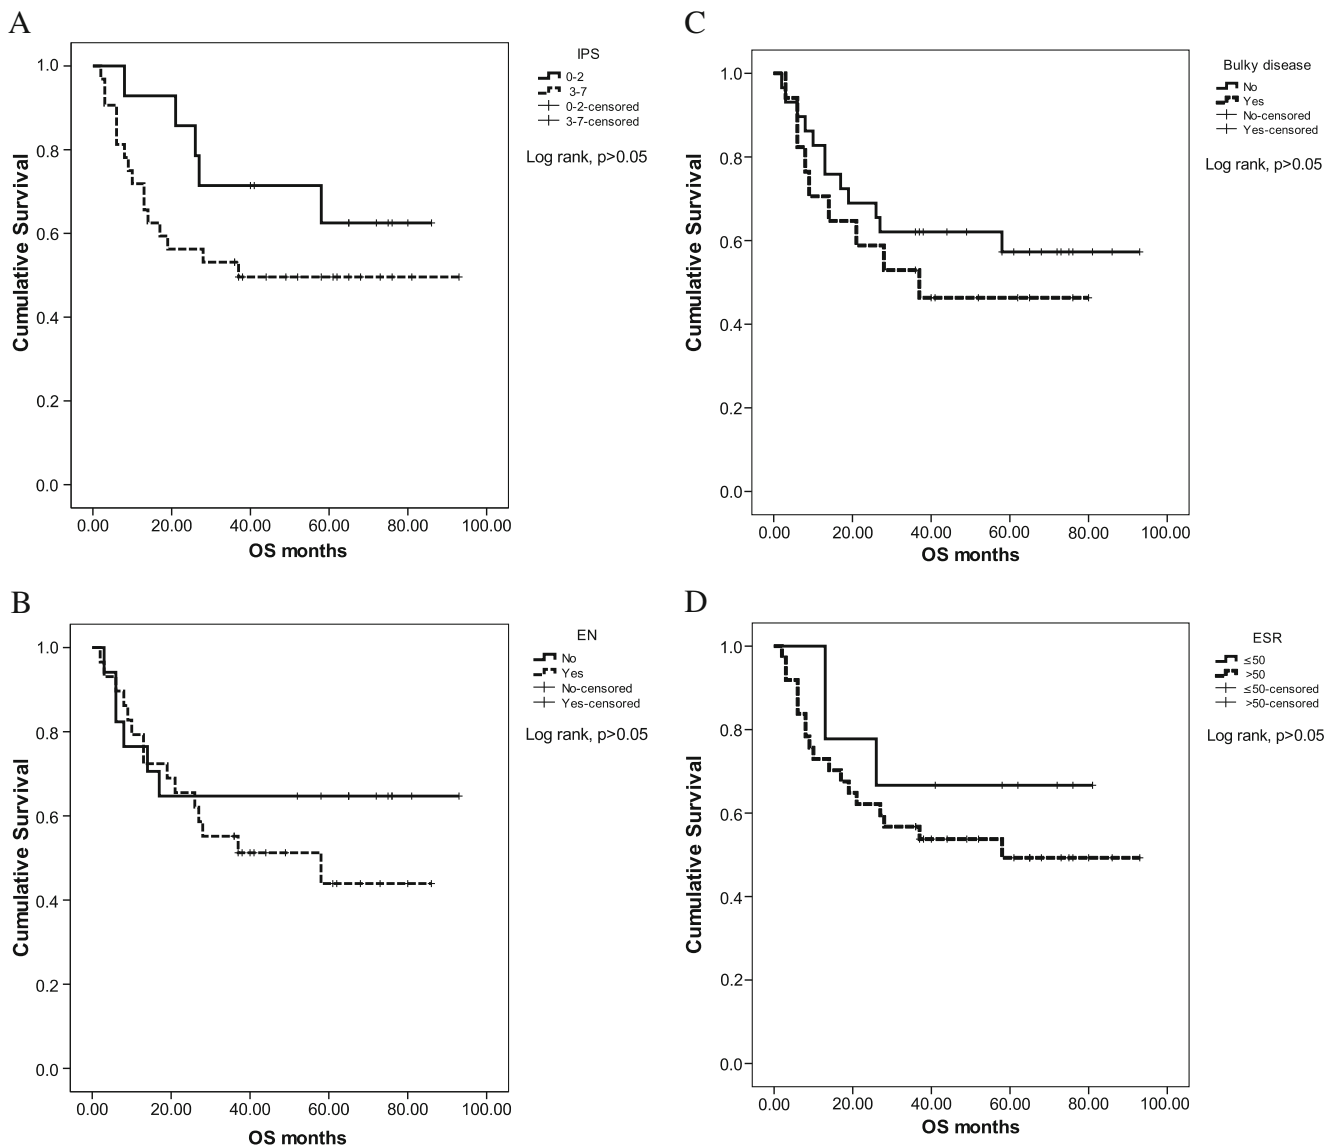 A
IPS
0-2
3-7
0-2-censored
3-7-censored
Log rank, p>0.05
Cumulative Survival
1.0
0.8
0.6
0.4
0.2
0.0
0.00 20.00 40.00 60.00 80.00 100.00
OS months
B
EN
No
Yes
No-censored
Yes-censored
Log rank, p>0.05
Cumulative Survival
1.0
0.8
0.6
0.4
0.2
0.0
0.00 20.00 40.00 60.00 80.00 100.00
OS months
C
Bulky disease
No
Yes
No-censored
Yes-censored
Log rank, p>0.05
Cumulative Survival
1.0
0.8
0.6
0.4
0.2
0.0
0.00 20.00 40.00 60.00 80.00 100.00
OS months
D
ESR
≤50
>50
≤50-censored
>50-censored
Log rank, p>0.05
Cumulative Survival
1.0
0.8
0.6
0.4
0.2
0.0
0.00 20.00 40.00 60.00 80.00 100.00
OS months